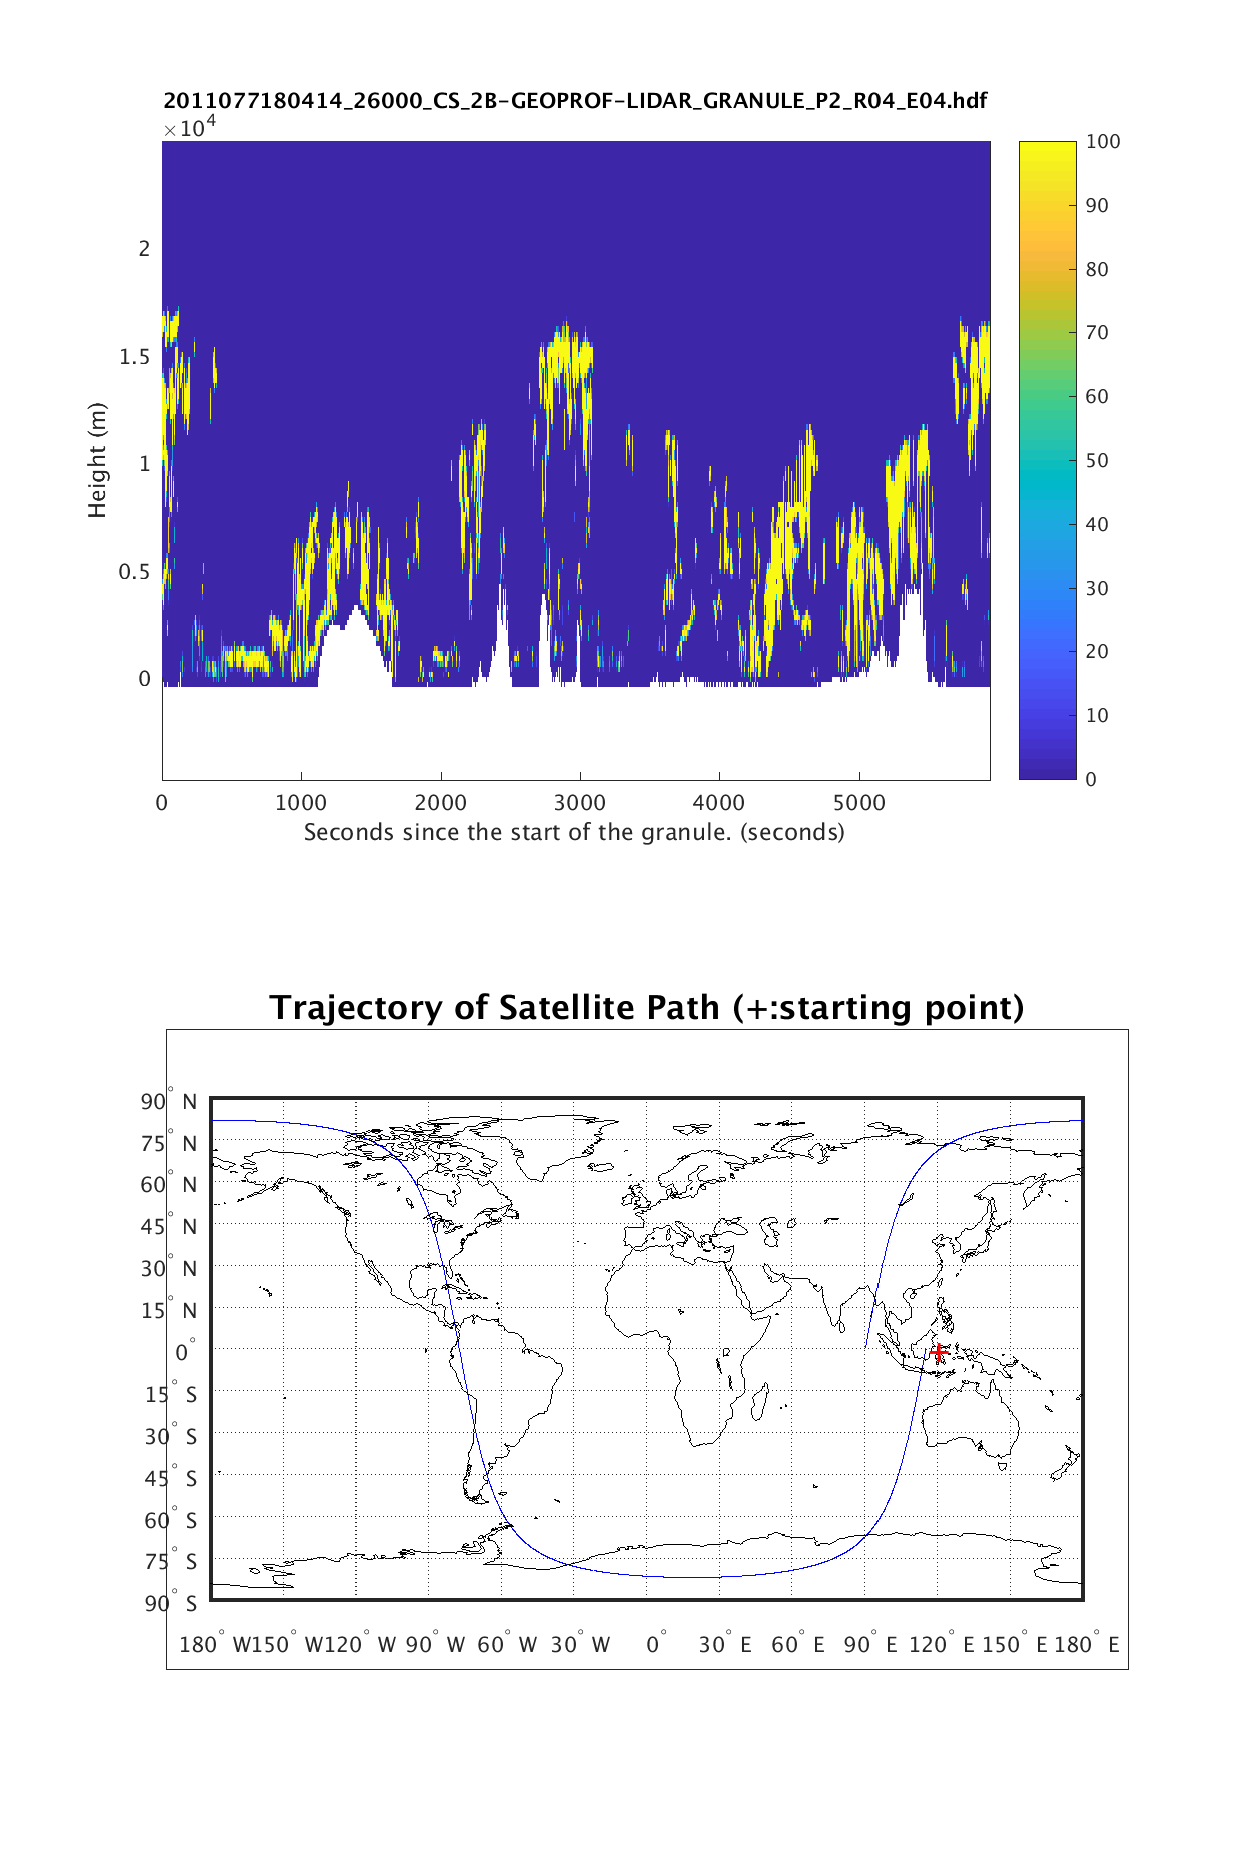 2011077180414_26000_CS_2B-GEOPROF-LIDAR_GRANULE_P2_R04_E04.hdf
×10^4
2
1.5
1
0.5
0
Height (m)
0 1000 2000 3000 4000 5000
Seconds since the start of the granule. (seconds)
100
90
80
70
60
50
40
30
20
10
0
Trajectory of Satellite Path (+:starting point)
90° N
75° N
60° N
45° N
30° N
15° N
0°
15° S
30° S
45° S
60° S
75° S
90° S
180° W 150° W 120° W 90° W 60° W 30° W 0° 30° E 60° E 90° E 120° E 150° E 180° E